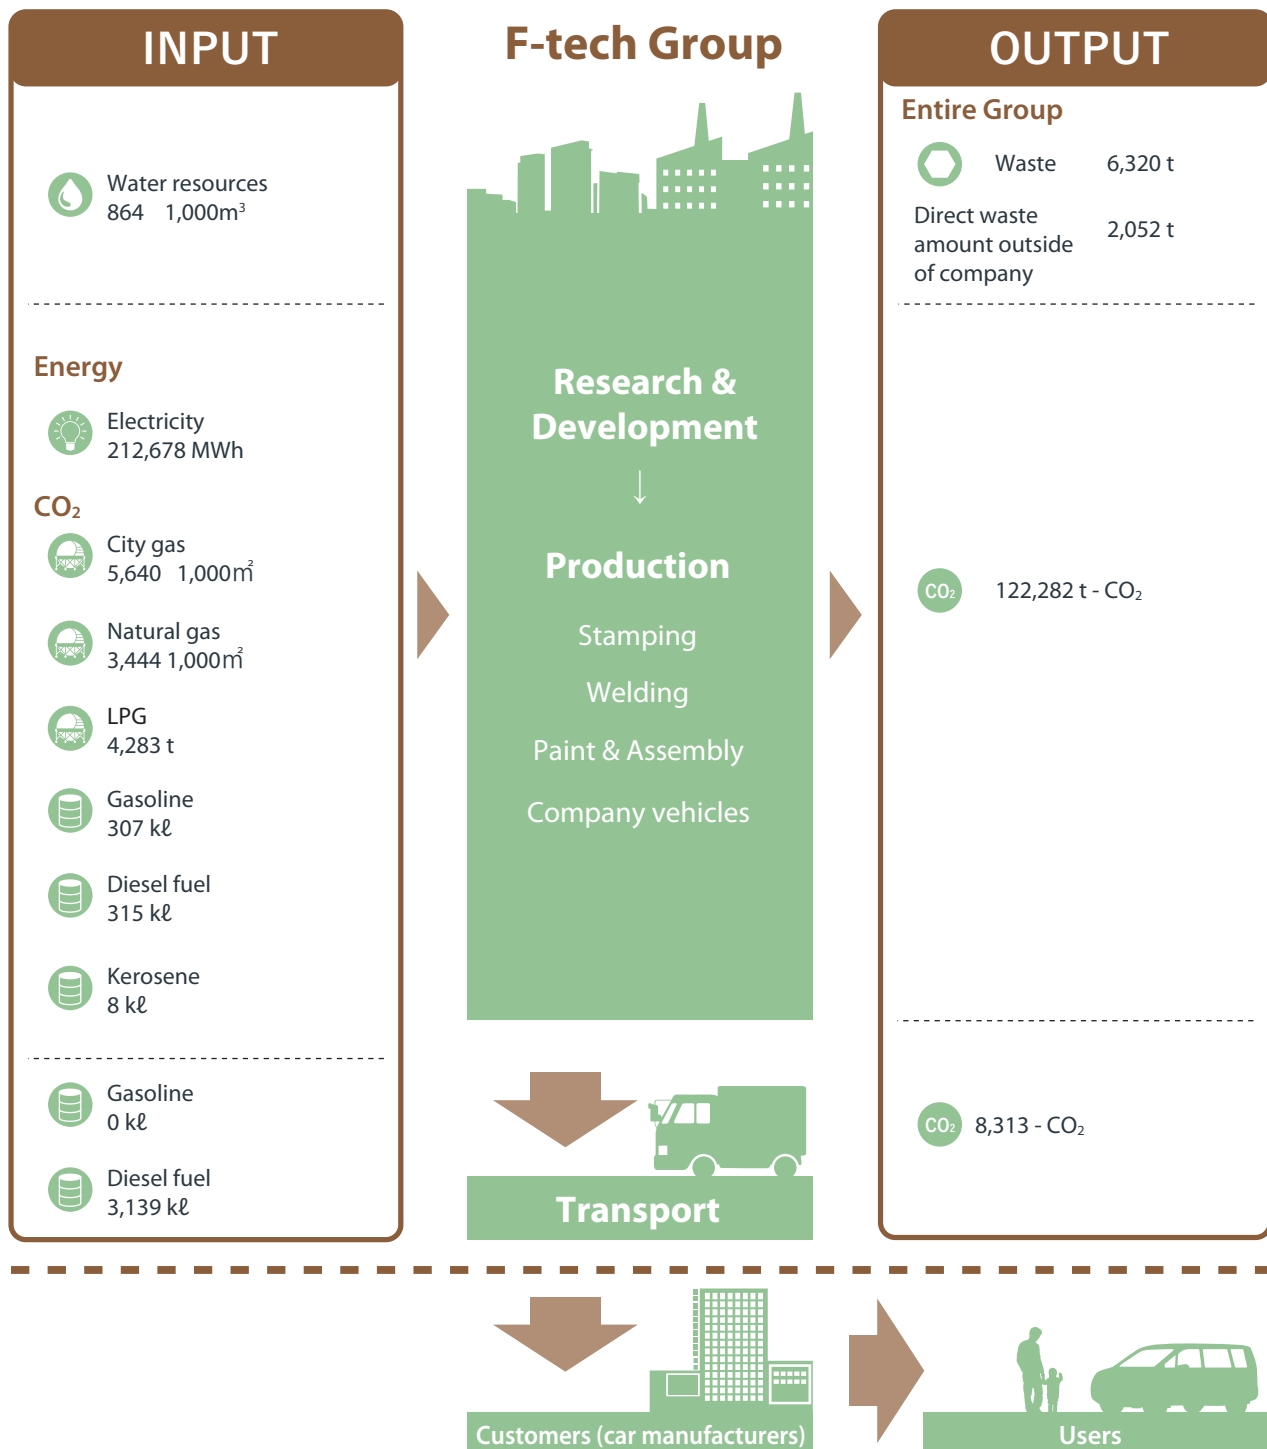 INPUT
Water resources
864 1,000m³
Energy
Electricity
212,678 MWh
CO₂
City gas
5,640 1,000㎡
Natural gas
3,444 1,000㎡
LPG
4,283 t
Gasoline
307 kℓ
Diesel fuel
315 kℓ
Kerosene
8 kℓ
Gasoline
0 kℓ
Diesel fuel
3,139 kℓ
F-tech Group
Research &
Development
↓
Production
Stamping
Welding
Paint & Assembly
Company vehicles
Transport
OUTPUT
Entire Group
Waste 6,320 t
Direct waste
amount outside
of company
2,052 t
CO₂ 122,282 t - CO₂
CO₂ 8,313 - CO₂
Customers (car manufacturers)
Users